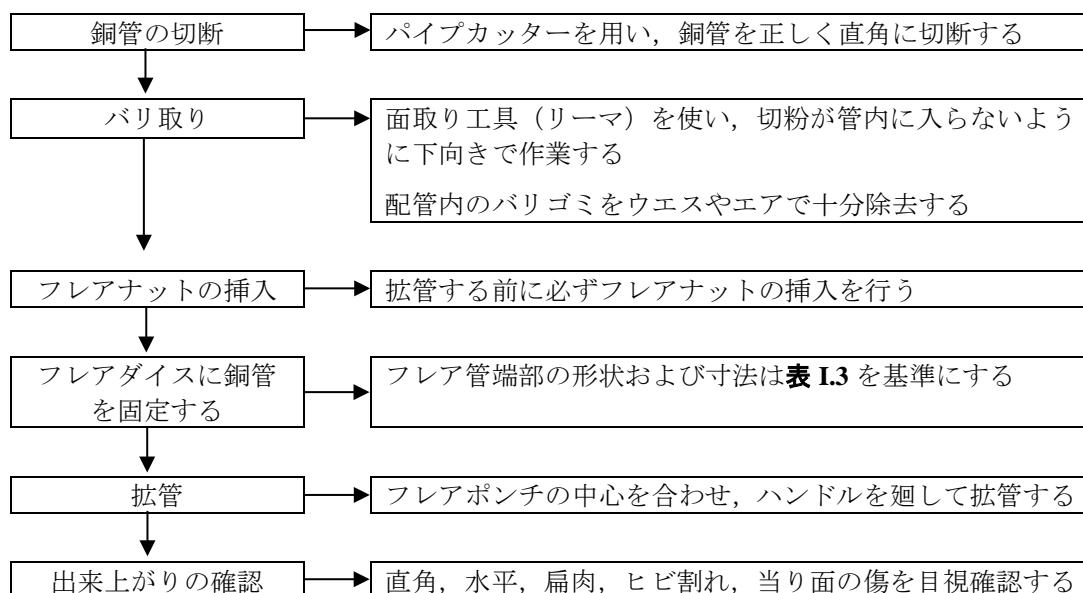 銅管の切断
パイプカッターを用い，銅管を正しく直角に切断する
バリ取り
面取り工具（リーマ）を使い，切粉が管内に入らないよう
に下向きで作業する
配管内のバリゴミをウエスやエアで十分除去する
フレアナットの挿入
拡管する前に必ずフレアナットの挿入を行う
フレアダイスに銅管
を固定する
フレア管端部の形状および寸法は表 I.3 を基準にする
拡管
フレアポンチの中心を合わせ，ハンドルを廻して拡管する
出来上がりの確認
直角，水平，扁肉，ヒビ割れ，当り面の傷を目視確認する